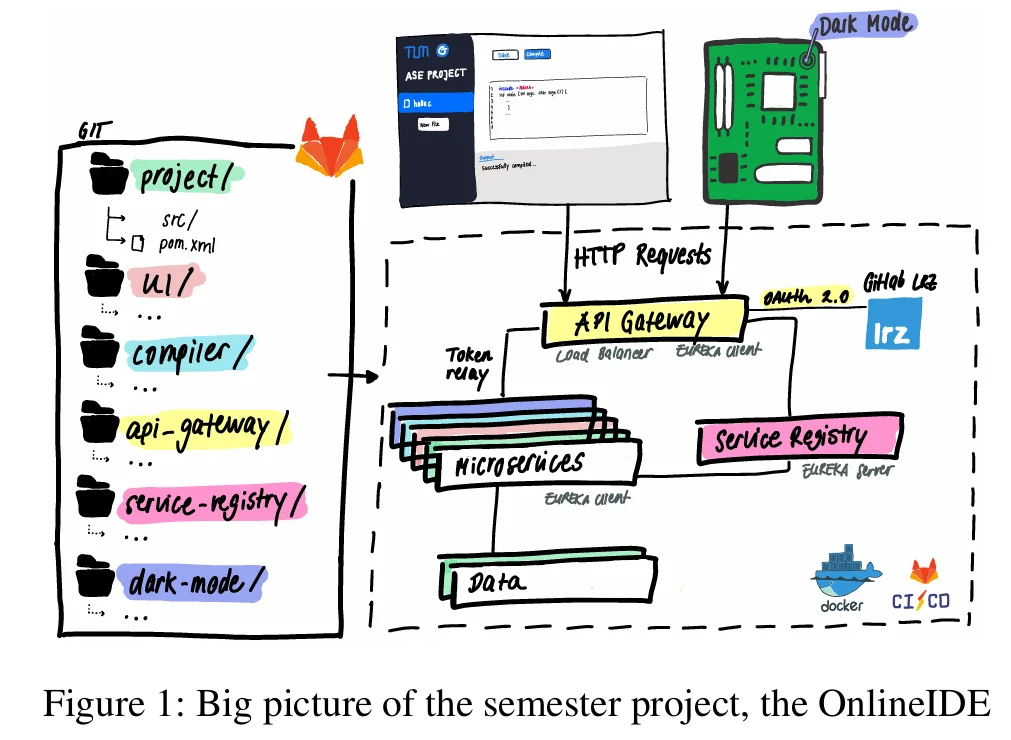 Dark Mode
TUM
ASE PROJECT
hello.c
New File
Save
Compile
Output
Successfully compiled...
GIT
project/
src/
pom.xml
UI/
...
compiler/
...
api-gateway/
...
service-registry/
...
dark-mode/
...
HTTP Requests
API Gateway
Load Balancer
EUREKA Client
OAuth 2.0
GitLab LRZ
lrz
Token
relay
Microservices
EUREKA Client
Service Registry
EUREKA Server
Data
docker
CI/CD
Figure 1: Big picture of the semester project, the OnlineIDE